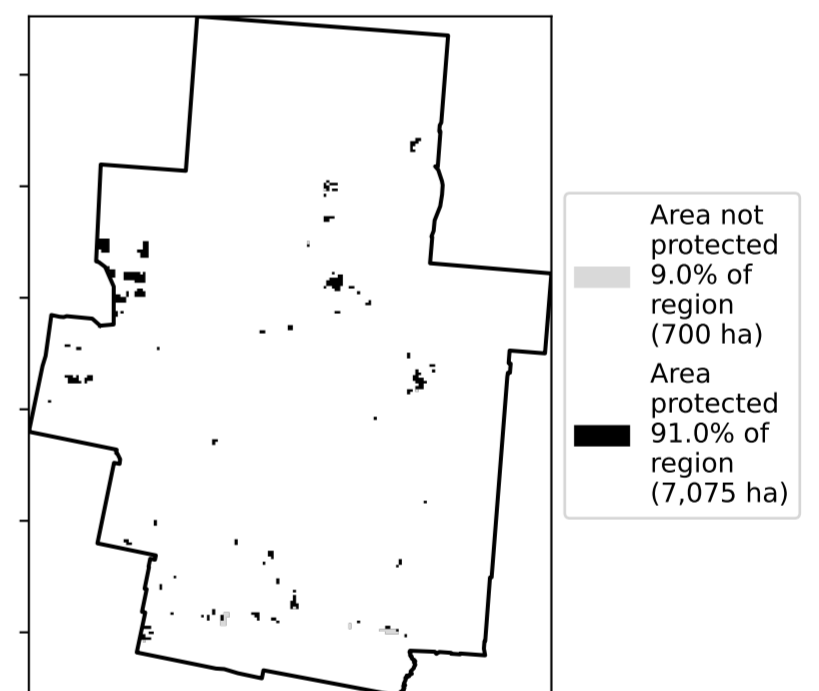 Area not
protected
9.0% of
region
(700 ha)
Area
protected
91.0% of
region
(7,075 ha)